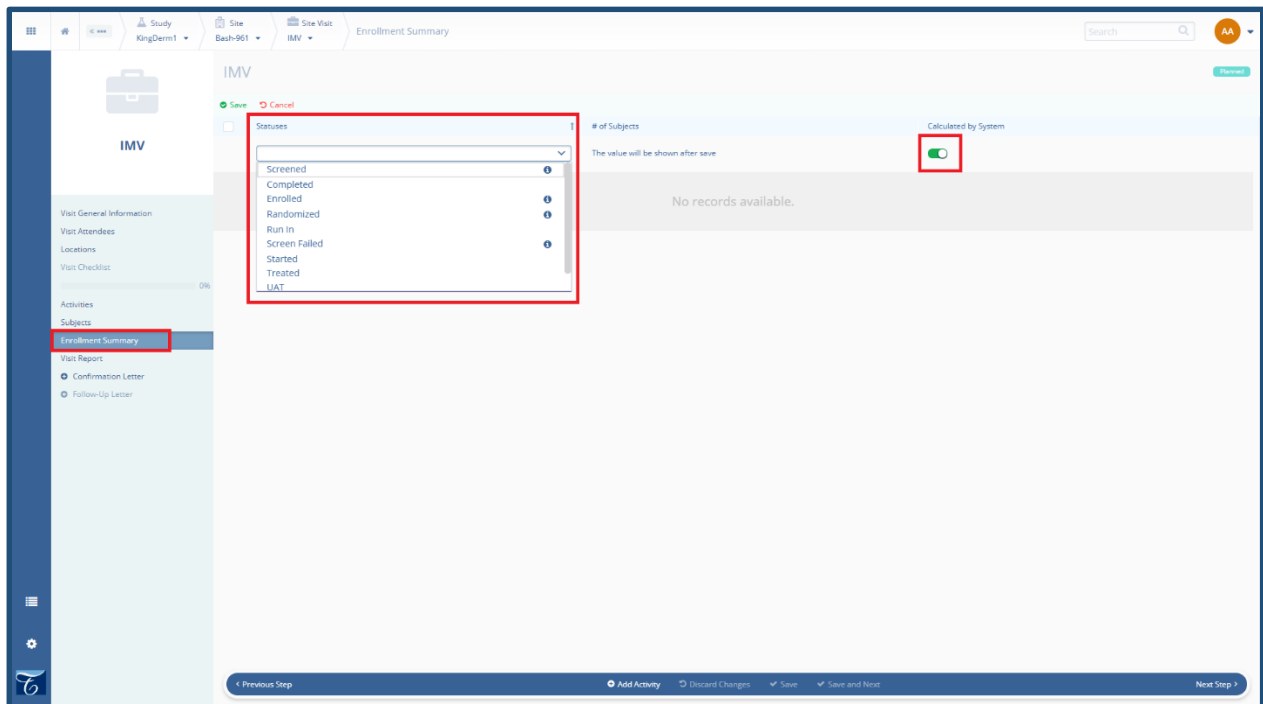 Study
KingDerm1
Site
Bash-961
Site Visit
IMV
Enrollment Summary
Search
AA
IMV
IMV
Planned
Save Cancel
Statuses
# of Subjects
Calculated by System
The value will be shown after save
Screened
Completed
Enrolled
Randomized
Run In
Screen Failed
Started
Treated
UAT
No records available.
Visit General Information
Visit Attendees
Locations
Visit Checklist
0%
Activities
Subjects
Enrollment Summary
Visit Report
Confirmation Letter
Follow-Up Letter
Previous Step
Add Activity Discard Changes Save Save and Next
Next Step